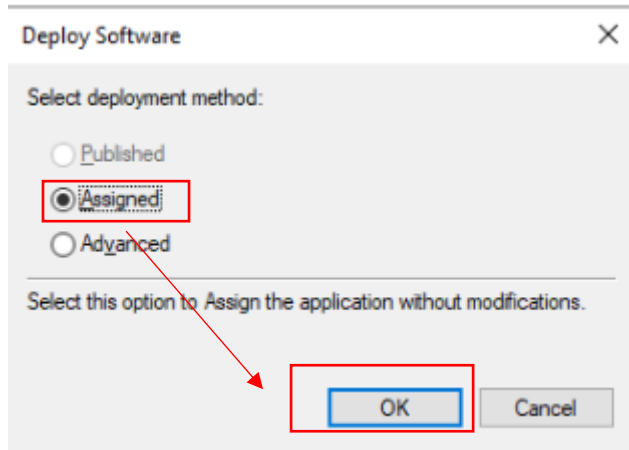 Deploy Software
Select deployment method:
Published
Assigned
Advanced
Select this option to Assign the application without modifications.
OK Cancel